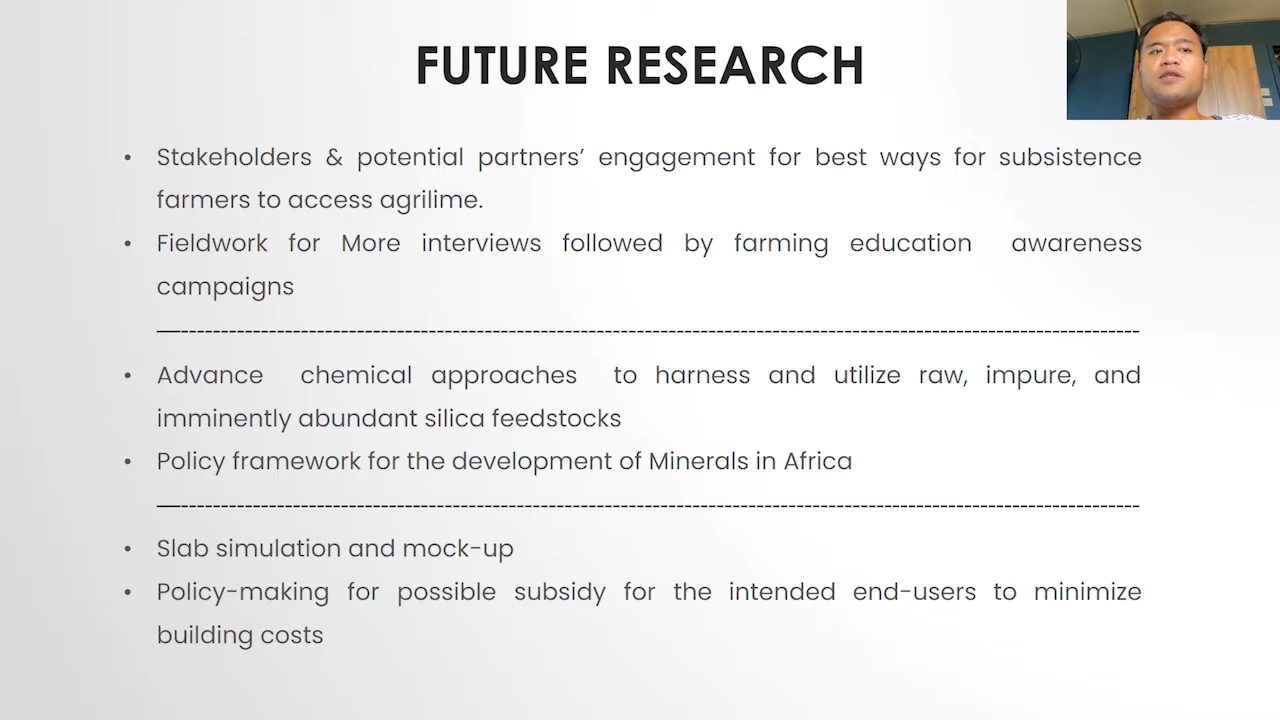 FUTURE RESEARCH
• Stakeholders & potential partners’ engagement for best ways for subsistence
farmers to access agrilime.
• Fieldwork for More interviews followed by farming education awareness
campaigns
• Advance chemical approaches to harness and utilize raw, impure, and
imminently abundant silica feedstocks
• Policy framework for the development of Minerals in Africa
• Slab simulation and mock-up
• Policy-making for possible subsidy for the intended end-users to minimize
building costs